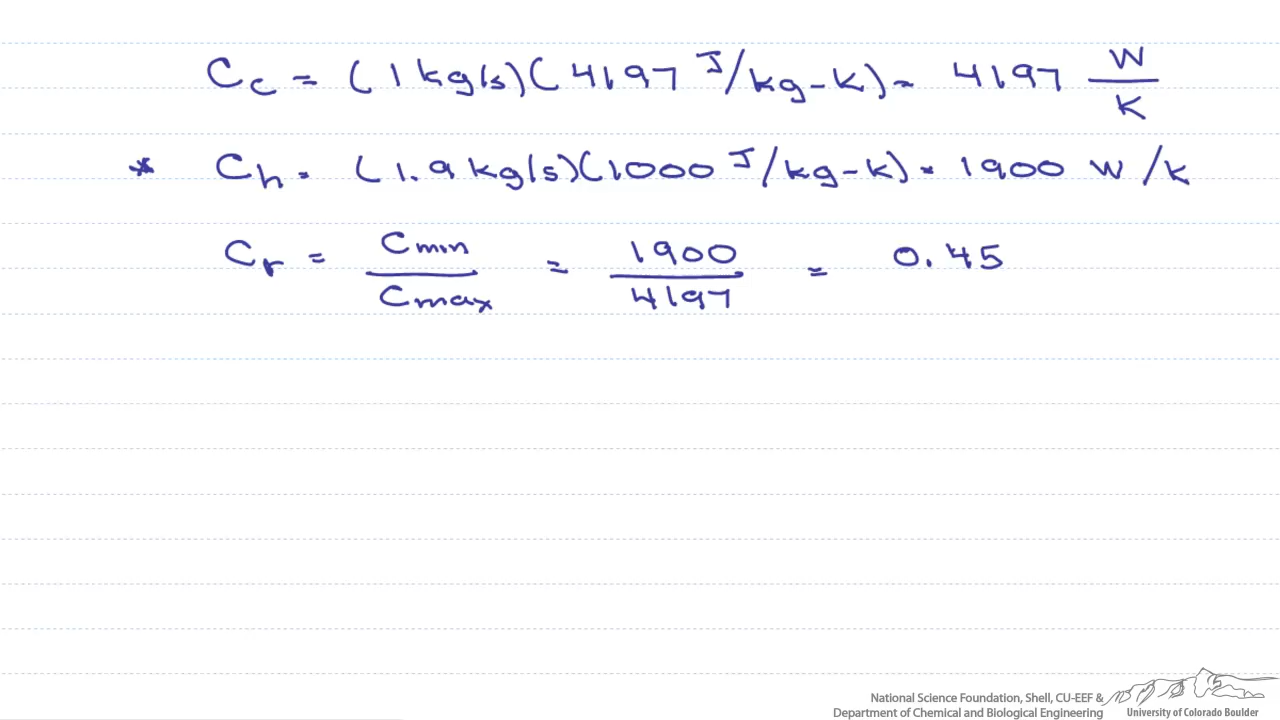 Cc = (1 kg/s)(4197 J/kg-K) = 4197 W/K
* Ch = (1.9 kg/s)(1000 J/kg-K) = 1900 W/K
Cr = Cmin/Cmax = 1900/4197 = 0.45
National Science Foundation, Shell, CU-EEF &
Department of Chemical and Biological Engineering
University of Colorado Boulder